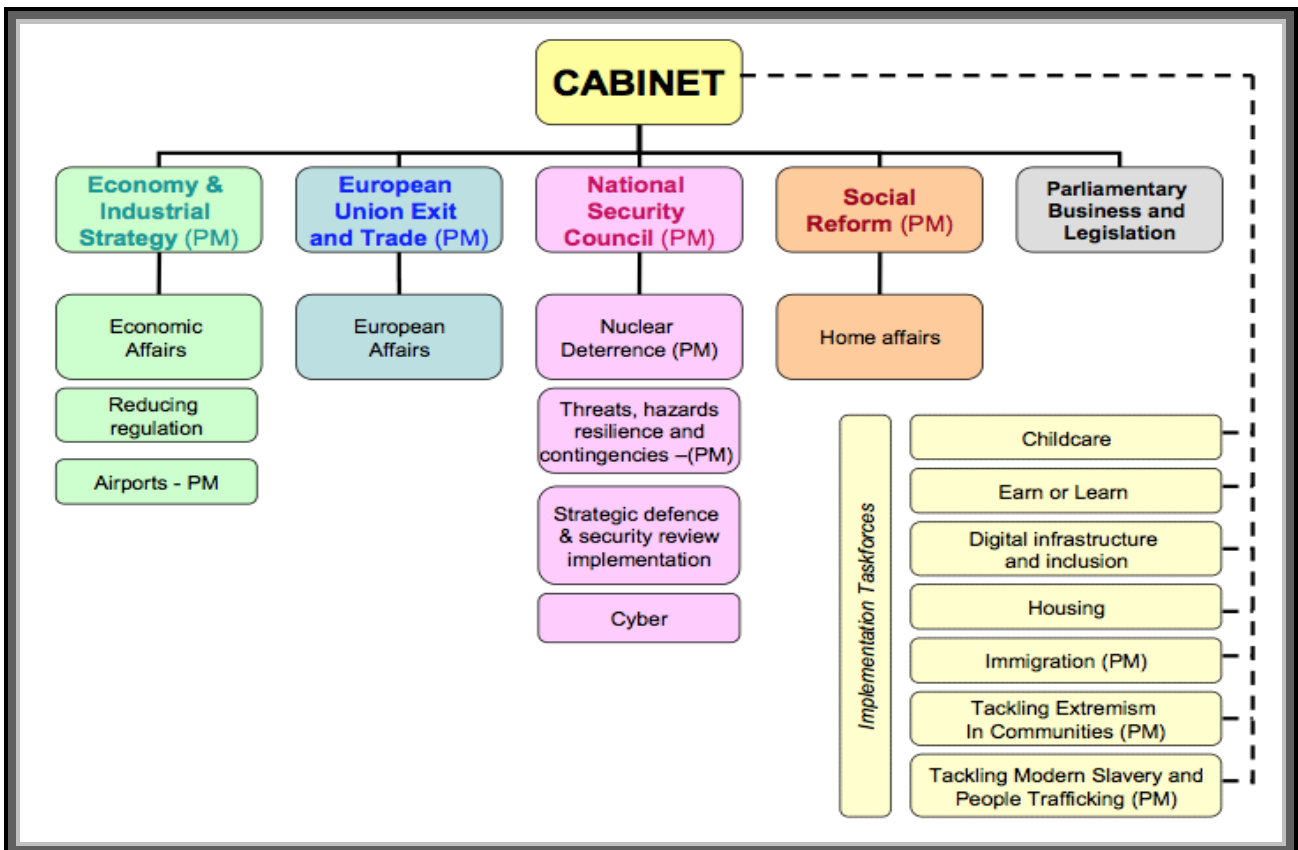 CABINET
Economy &
Industrial
Strategy (PM)
European
Union Exit
and Trade (PM)
National
Security
Council (PM)
Social
Reform (PM)
Parliamentary
Business and
Legislation
Economic
Affairs
European
Affairs
Nuclear
Deterrence (PM)
Home affairs
Reducing
regulation
Threats, hazards
resilience and
contingencies –(PM)
Airports - PM
Strategic defence
& security review
implementation
Cyber
Implementation Taskforces
Childcare
Earn or Learn
Digital infrastructure
and inclusion
Housing
Immigration (PM)
Tackling Extremism
In Communities (PM)
Tackling Modern Slavery and
People Trafficking (PM)